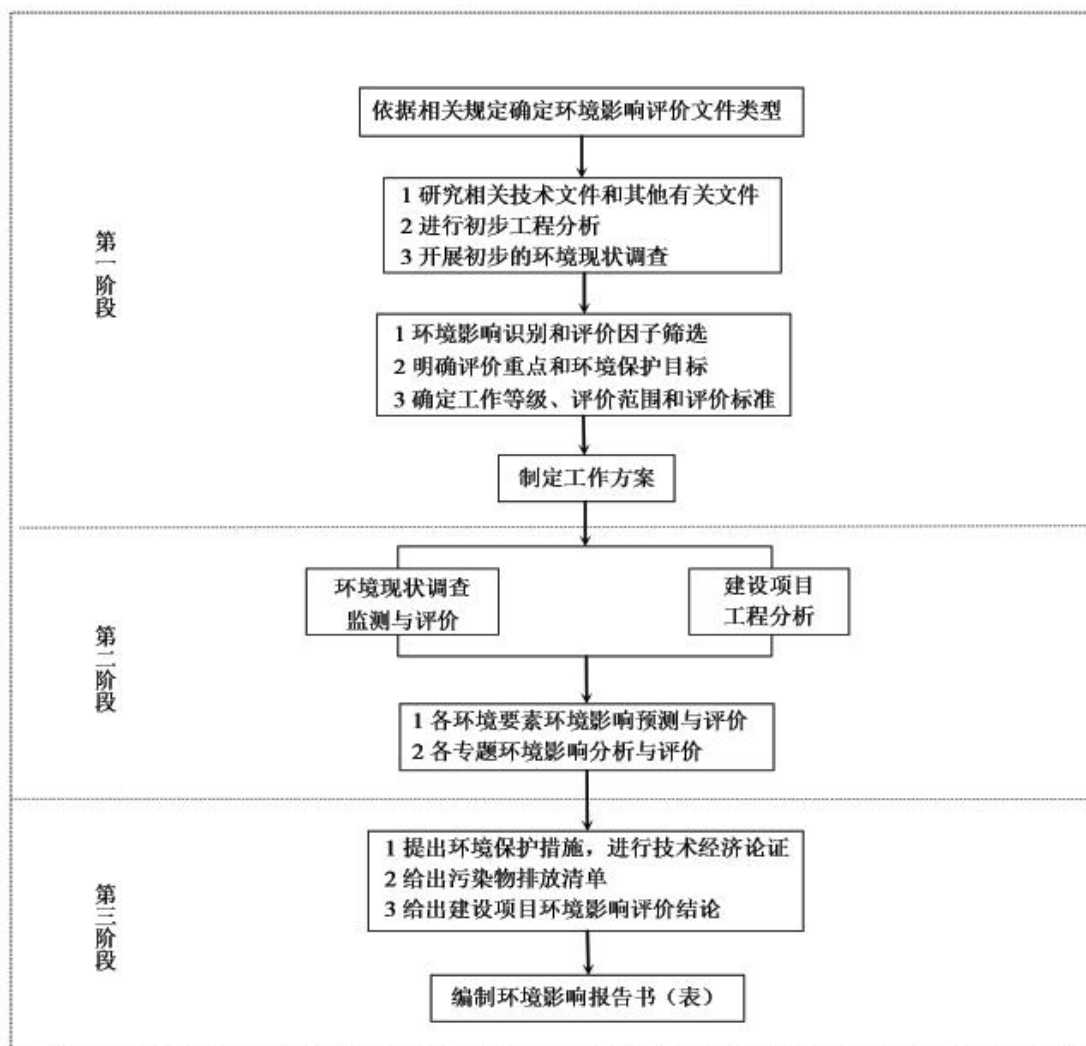 依据相关规定确定环境影响评价文件类型
1 研究相关技术文件和其他有关文件
2 进行初步工程分析
3 开展初步的环境现状调查
第一阶段
1 环境影响识别和评价因子筛选
2 明确评价重点和环境保护目标
3 确定工作等级、评价范围和评价标准
制定工作方案
环境现状调查
监测与评价
建设项目
工程分析
第二阶段
1 各环境要素环境影响预测与评价
2 各专题环境影响分析与评价
1 提出环境保护措施，进行技术经济论证
2 给出污染物排放清单
3 给出建设项目环境影响评价结论
第三阶段
编制环境影响报告书（表）